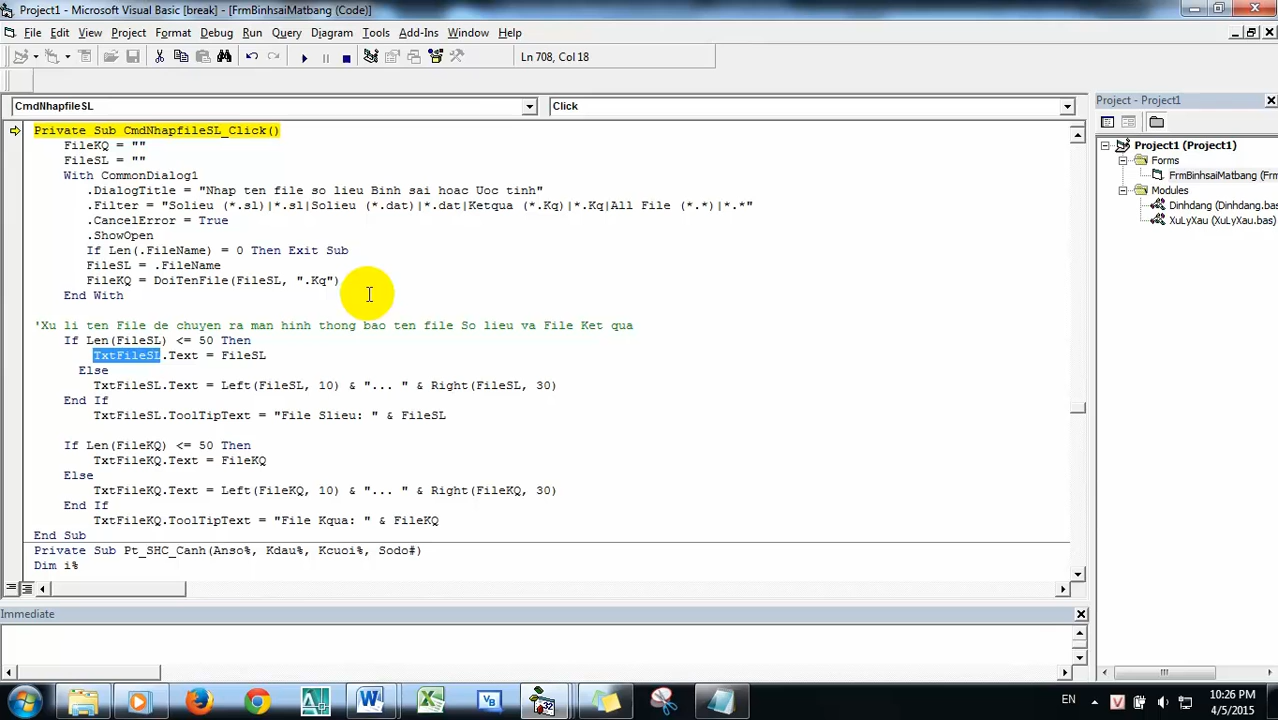 Project1 - Microsoft Visual Basic [break] - [FrmBinhsaiMatbang (Code)]
File Edit View Project Format Debug Run Query Diagram Tools Add-Ins Window Help
Ln 708, Col 18
CmdNhapfileSL
Click
Private Sub CmdNhapfileSL_Click()
FileKQ = ""
FileSL = ""
With CommonDialog1
.DialogTitle = "Nhap ten file so lieu Binh sai hoac Uoc tinh"
.Filter = "Solieu (*.sl)|*.sl|Solieu (*.dat)|*.dat|Ketqua (*.Kq)|*.Kq|All File (*.*)|*.*"
.CancelError = True
.ShowOpen
If Len(.FileName) = 0 Then Exit Sub
FileSL = .FileName
FileKQ = DoiTenFile(FileSL, ".Kq")
End With
'Xu li ten File de chuyen ra man hinh thong bao ten file So lieu va File Ket qua
If Len(FileSL) <= 50 Then
TxtFileSL.Text = FileSL
Else
TxtFileSL.Text = Left(FileSL, 10) & "... " & Right(FileSL, 30)
End If
TxtFileSL.ToolTipText = "File Slieu: " & FileSL
If Len(FileKQ) <= 50 Then
TxtFileKQ.Text = FileKQ
Else
TxtFileKQ.Text = Left(FileKQ, 10) & "... " & Right(FileKQ, 30)
End If
TxtFileKQ.ToolTipText = "File Kqua: " & FileKQ
End Sub
Private Sub Pt_SHC_Canh(Anso%, Kdau%, Kcuoi%, Sodo#)
Dim i%
Immediate
Project - Project1
Project1 (Project1)
Forms
FrmBinhsaiMatbang (Frm
Modules
Dinhdang (Dinhdang.bas
XuLyXau (XuLyXau.bas)
EN
10:26 PM
4/5/2015